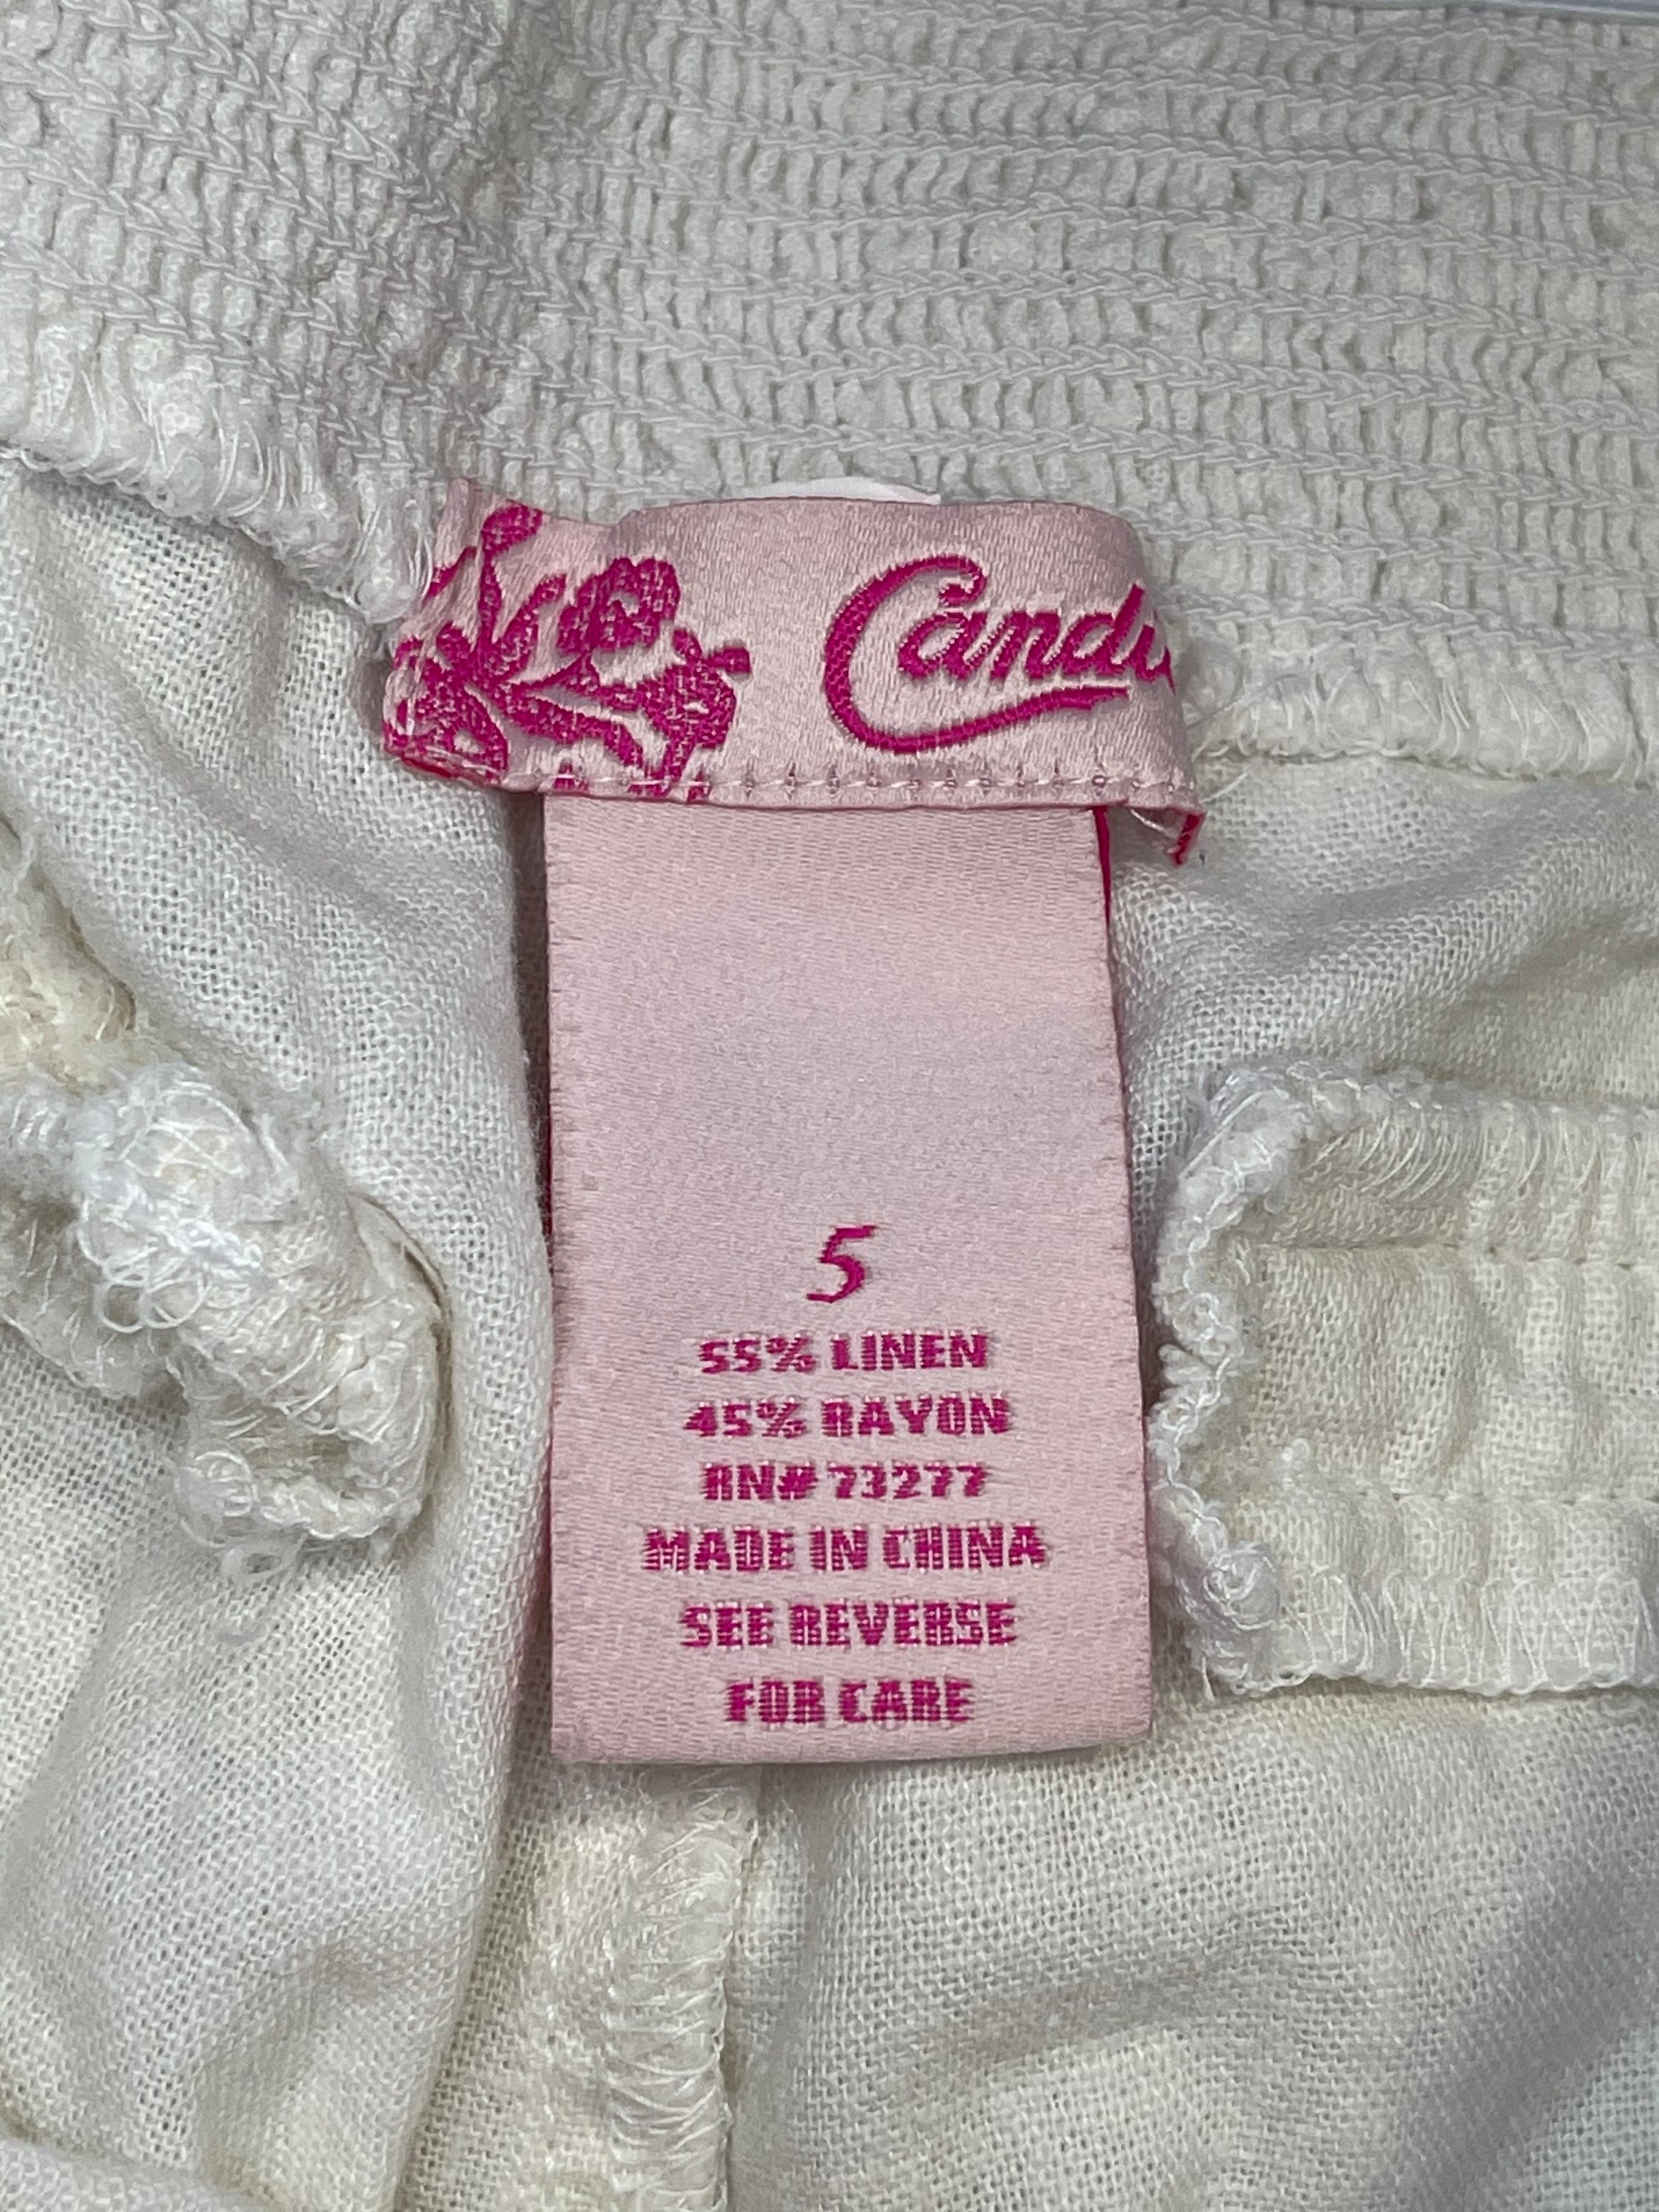 Candi
5
55% LINEN
45% RAYON
RN# 73277
MADE IN CHINA
SEE REVERSE
FOR CARE